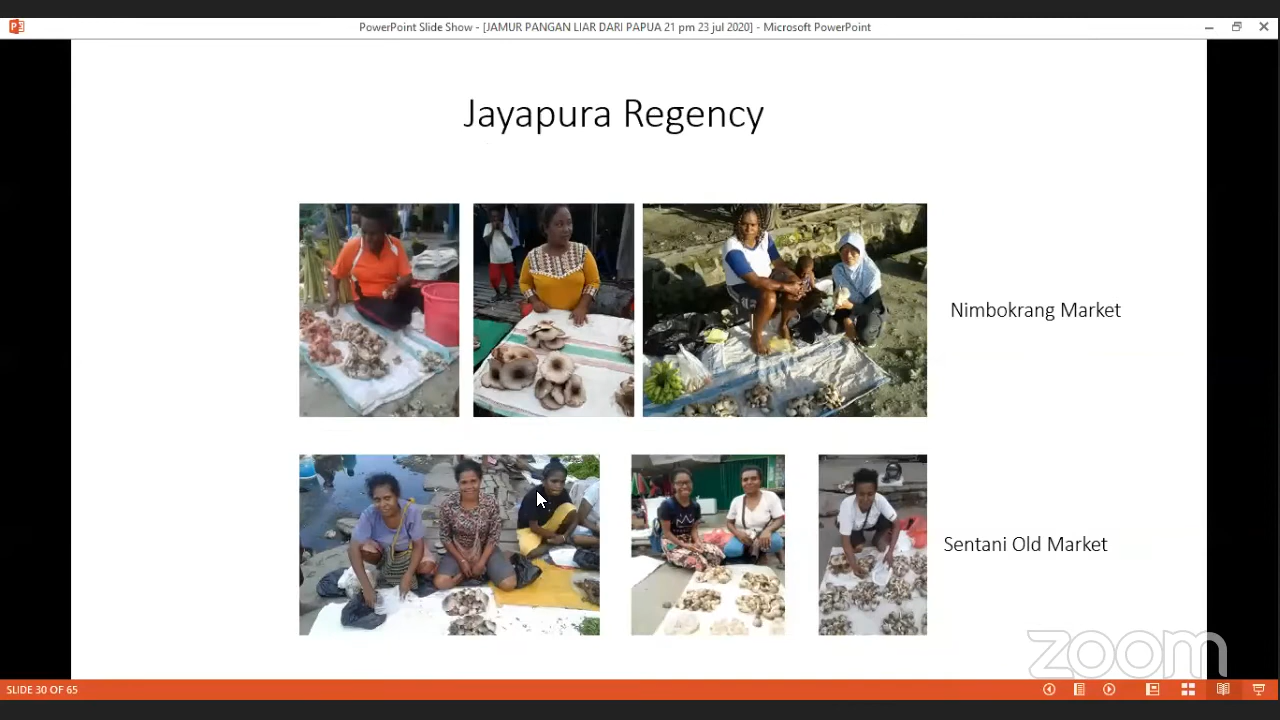 PowerPoint Slide Show - [JAMUR PANGAN LIAR DARI PAPUA 21 pm 23 jul 2020] - Microsoft PowerPoint
Jayapura Regency
Nimbokrang Market
Sentani Old Market
zoom
SLIDE 30 OF 65